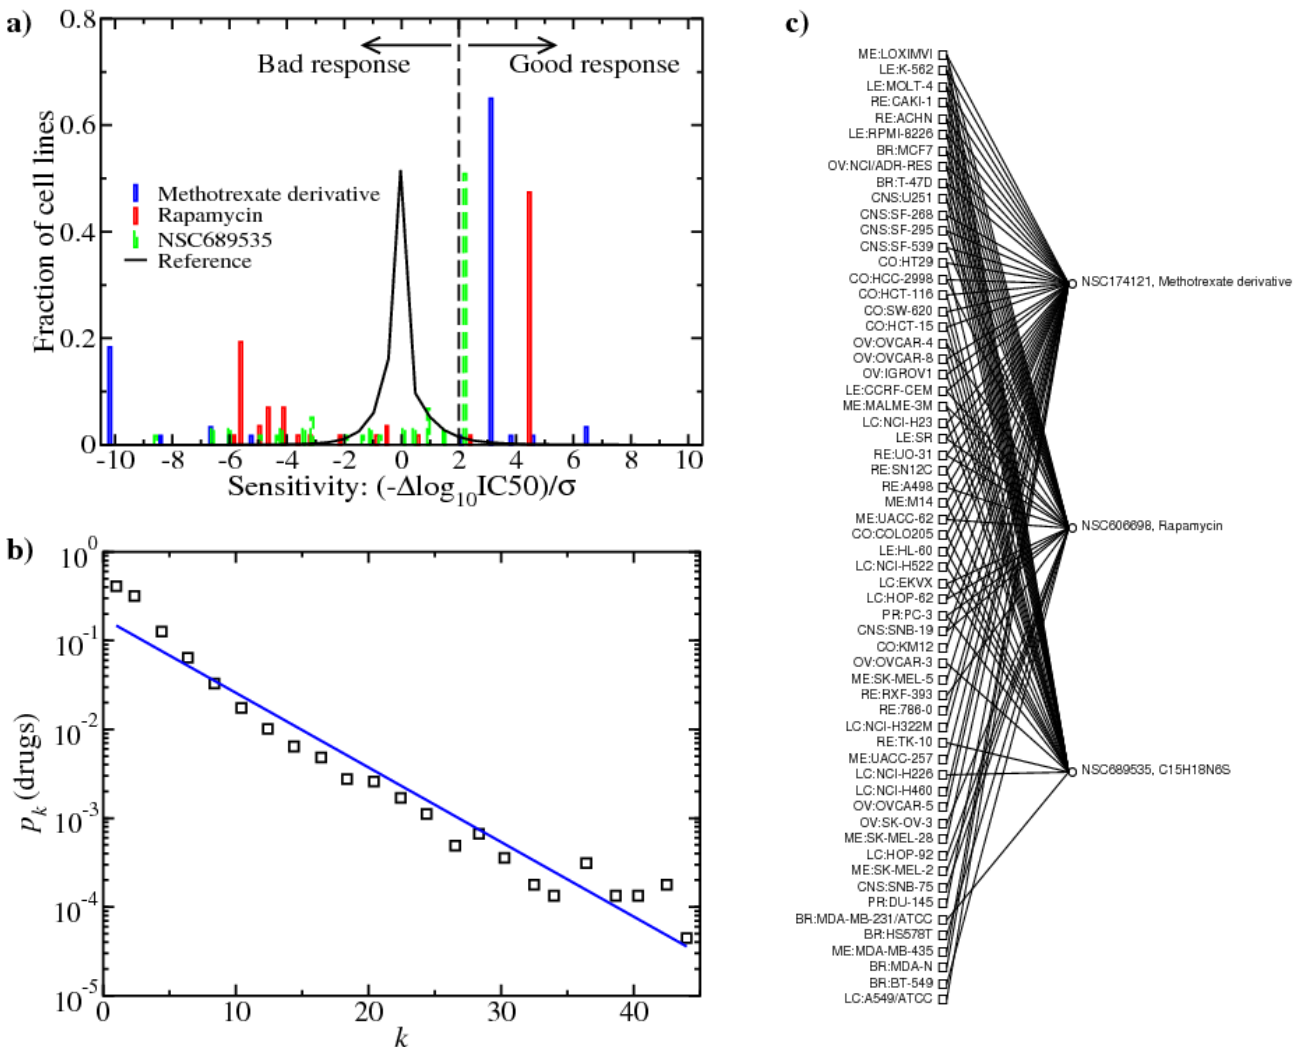 a)
0.8
0.6
0.4
0.2
0
Fraction of cell lines
Bad response
Good response
Methotrexate derivative
Rapamycin
NSC689535
Reference
-10 -8 -6 -4 -2 0 2 4 6 8 10
Sensitivity: (-Δlog10IC50)/σ
b)
10^0
10^-1
10^-2
10^-3
10^-4
10^-5
p_k (drugs)
0 10 20 30 40
k
c)
ME:LOXIMVI
LE:K-562
LE:MOLT-4
RE:CAKI-1
RE:ACHN
LE:RPMI-8226
BR:MCF7
OV:NCI/ADR-RES
BR:T-47D
CNS:U251
CNS:SF-268
CNS:SF-295
CNS:SF-539
CO:HT29
CO:HCC-2998
CO:HCT-116
CO:SW-620
CO:HCT-15
OV:OVCAR-4
OV:OVCAR-8
OV:IGROV1
LE:CCRF-CEM
ME:MALME-3M
LC:NCI-H23
LE:SR
RE:UO-31
RE:SN12C
RE:A498
ME:M14
ME:UACC-62
CO:COLO205
LE:HL-60
LC:NCI-H522
LC:EKVX
LC:HOP-62
PR:PC-3
CNS:SNB-19
CO:KM12
OV:OVCAR-3
ME:SK-MEL-5
RE:RXF-393
RE:786-0
LC:NCI-H322M
RE:TK-10
ME:UACC-257
LC:NCI-H226
LC:NCI-H460
OV:OVCAR-5
OV:SK-OV-3
ME:SK-MEL-28
LC:HOP-92
ME:SK-MEL-2
CNS:SNB-75
PR:DU-145
BR:MDA-MB-231/ATCC
BR:HS578T
ME:MDA-MB-435
BR:MDA-N
BR:BT-549
LC:A549/ATCC
NSC174121, Methotrexate derivative
NSC606698, Rapamycin
NSC689535, C15H18N6S